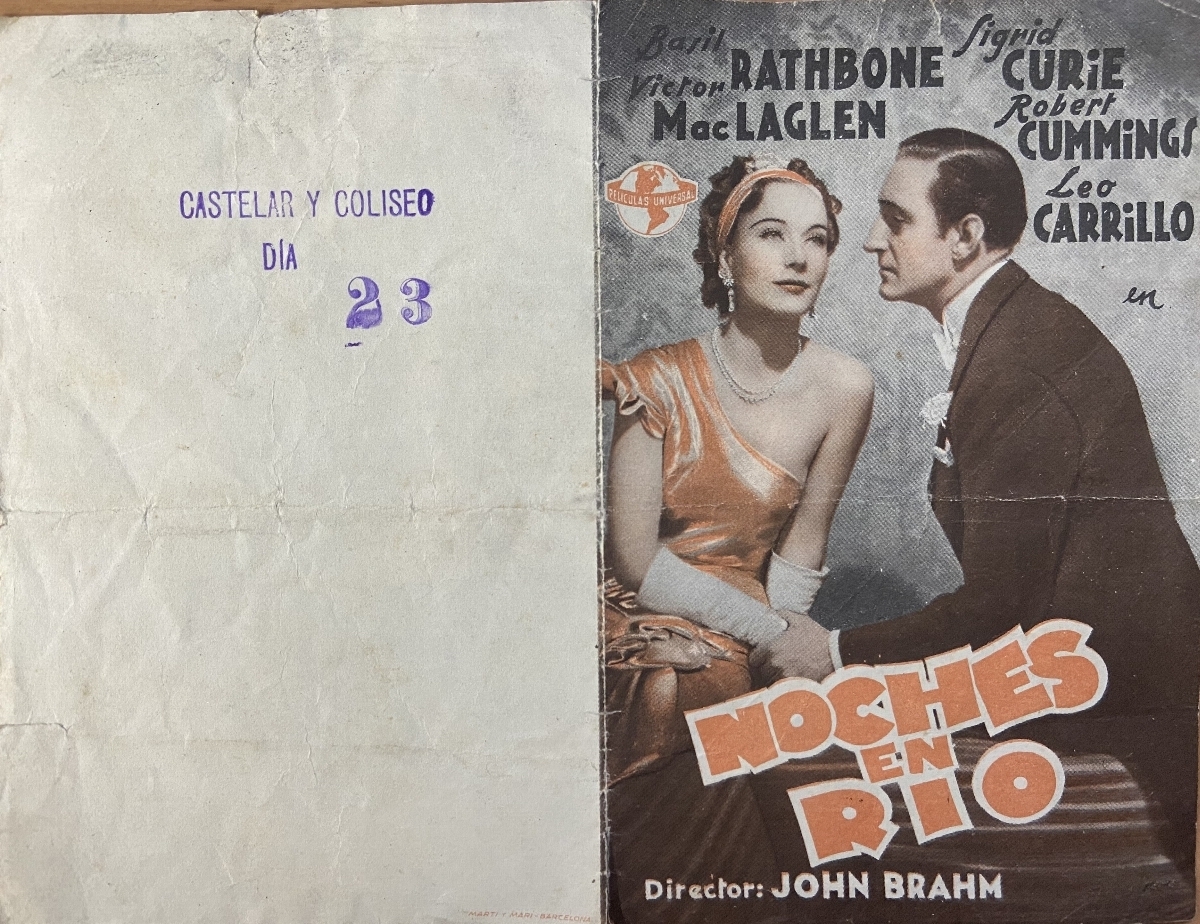 CASTELAR Y COLISEO
DÍA
23
MARTÍ Y MARI-BARCELONA
Basil RATHBONE
Victor MacLAGLEN
Sigrid CURiE
Robert CUMMiNGS
Leo CARRiLLO
PELICULAS UNIVERSAL
en
NOCHES
EN
RIO
Director: JOHN BRAHM